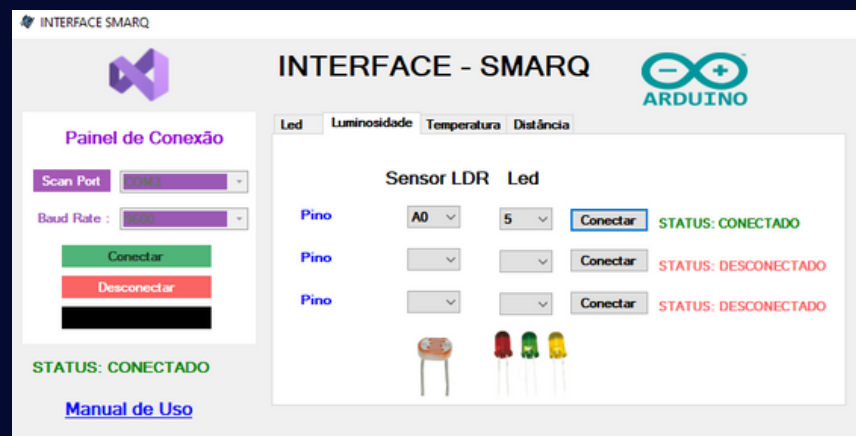 INTERFACE SMARQ
INTERFACE - SMARQ
ARDUINO
Painel de Conexão
Scan Port COM3
Baud Rate : 9600
Conectar
Desconectar
STATUS: CONECTADO
Manual de Uso
Led Luminosidade Temperatura Distância
Sensor LDR Led
Pino A0 5 Conectar STATUS: CONECTADO
Pino Conectar STATUS: DESCONECTADO
Pino Conectar STATUS: DESCONECTADO